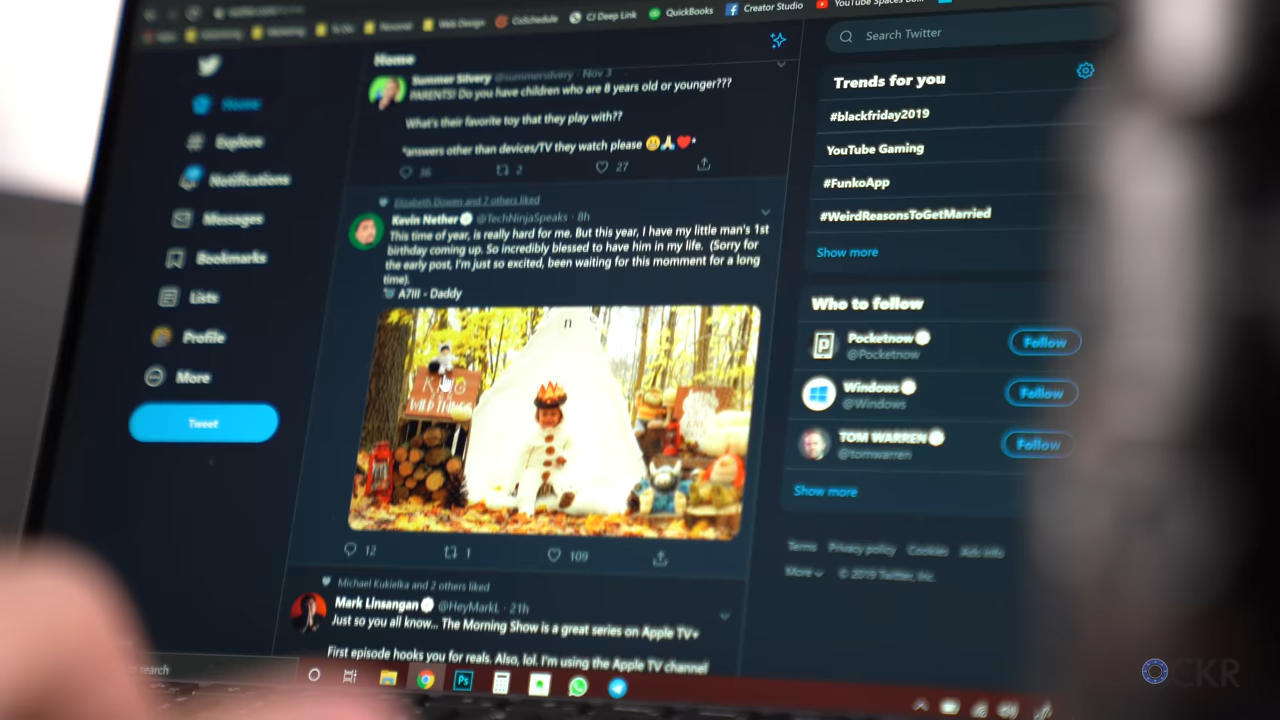 Personal
Web Design
CoSchedule
CJ Deep Link
QuickBooks
Creator Studio
Home
Explore
Notifications
Messages
Bookmarks
Lists
Profile
More
Tweet
Home
Summer Silvery @summersilvery · Nov 3
PARENTS! Do you have children who are 8 years old or younger???
What's their favorite toy that they play with??
*answers other than devices/TV they watch please 😬🙏❤️*
36 2 27
Elizabeth Dowen and 7 others liked
Kevin Nether @TechNinjaSpeaks · 8h
This time of year, is really hard for me. But this year, I have my little man's 1st
birthday coming up. So incredibly blessed to have him in my life. (Sorry for
the early post, I'm just so excited, been waiting for this momment for a long
time).
A7III - Daddy
KING
WILD THINGS
12 1 109
Michael Kukielka and 2 others liked
Mark Linsangan @HeyMarkL · 21h
Just so you all know... The Morning Show is a great series on Apple TV+
First episode hooks you for reals. Also, lol. I'm using the Apple TV channel
Search Twitter
Trends for you
#blackfriday2019
YouTube Gaming
#FunkoApp
#WeirdReasonsToGetMarried
Show more
Who to follow
Pocketnow
@Pocketnow
Follow
Windows
@Windows
Follow
TOM WARREN
@tomwarren
Follow
Show more
Terms Privacy policy Cookies Ads info
More © 2019 Twitter, Inc.
search
Ps
CKR